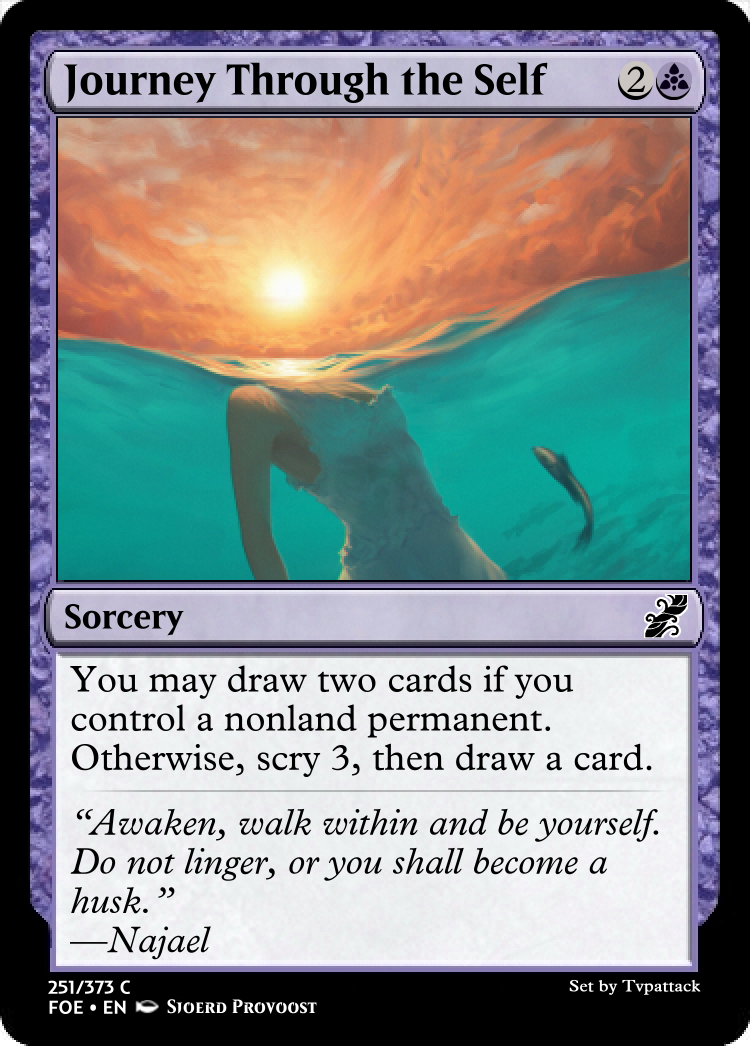 Journey Through the Self 2
Sorcery
You may draw two cards if you
control a nonland permanent.
Otherwise, scry 3, then draw a card.
“Awaken, walk within and be yourself.
Do not linger, or you shall become a
husk.”
—Najael
251/373 C
Set by Tvpattack
FOE • EN Sjoerd Provoost